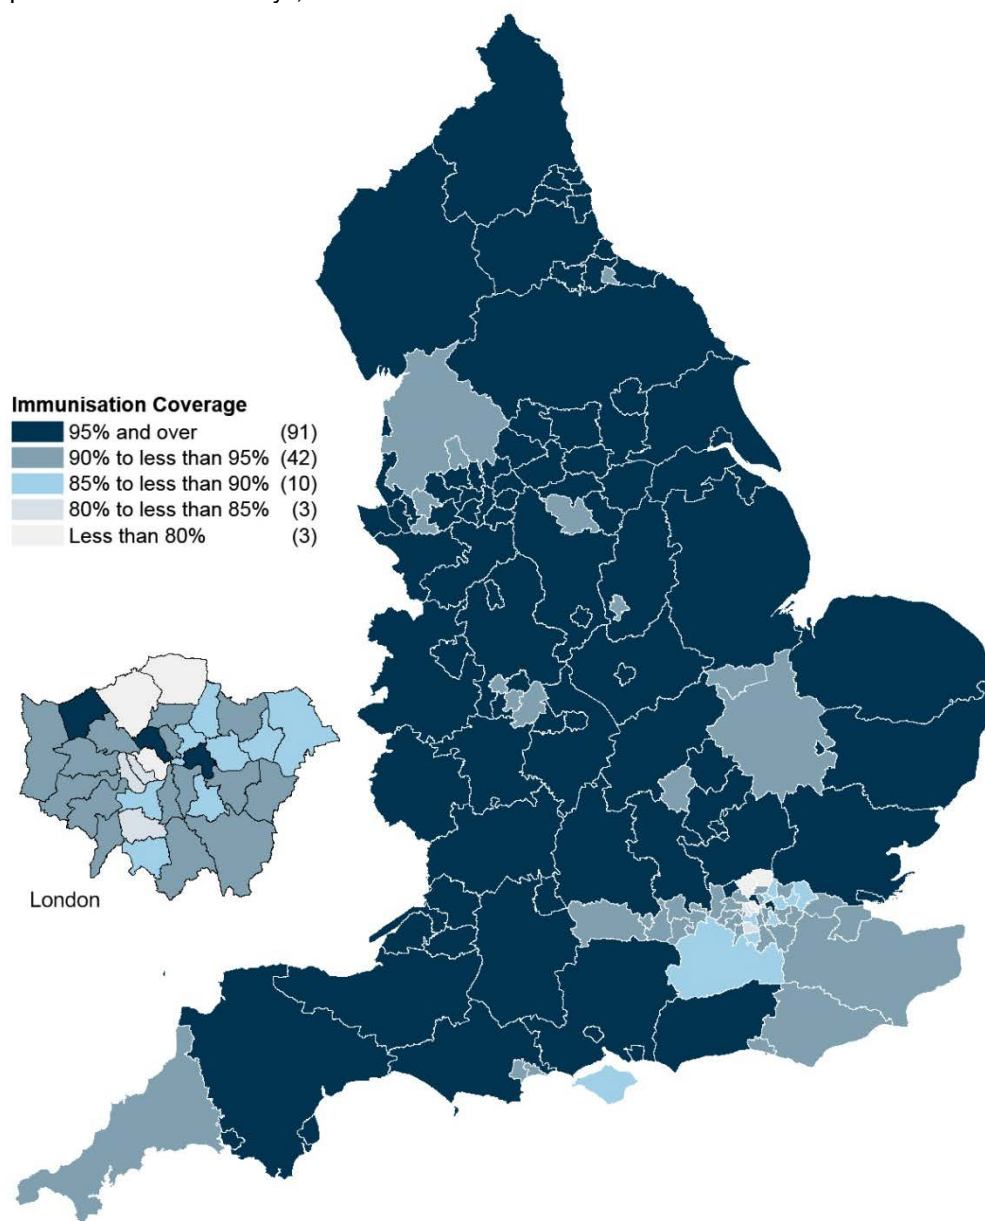 Immunisation Coverage
95% and over (91)
90% to less than 95% (42)
85% to less than 90% (10)
80% to less than 85% (3)
Less than 80% (3)
London